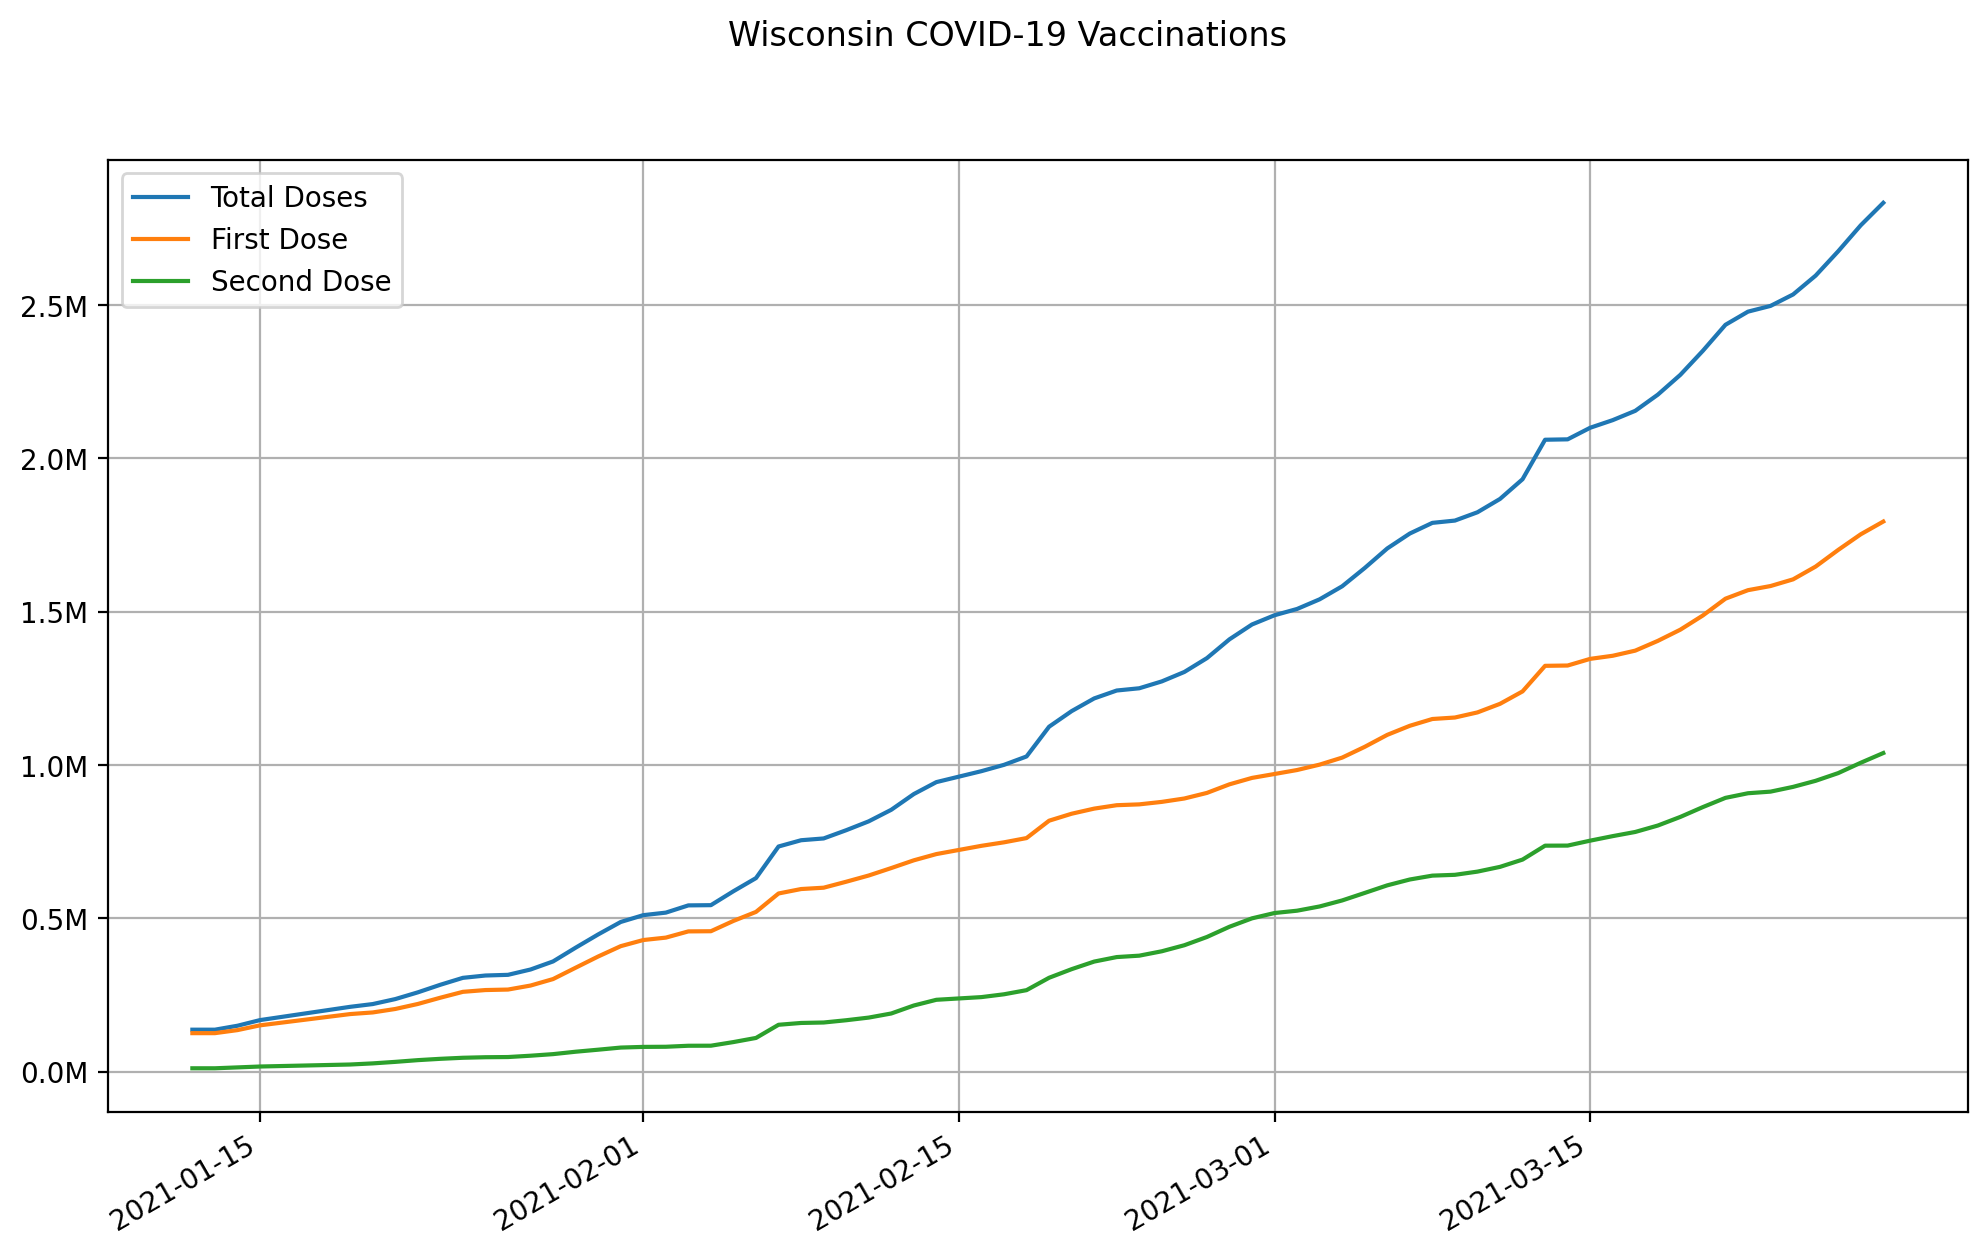 Wisconsin COVID-19 Vaccinations
Total Doses
First Dose
Second Dose
2.5M
2.0M
1.5M
1.0M
0.5M
0.0M
2021-01-15
2021-02-01
2021-02-15
2021-03-01
2021-03-15